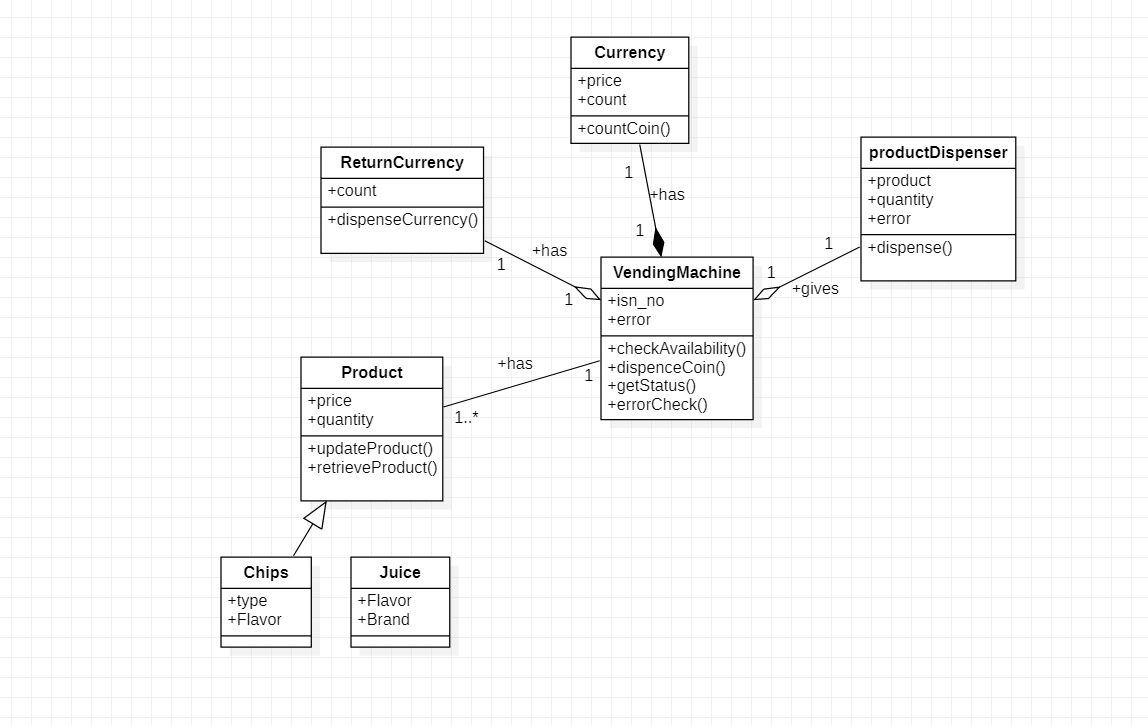 Currency
+price
+count
+countCoin()
1
+has
1
ReturnCurrency
+count
+dispenseCurrency()
+has
1
1
productDispenser
+product
+quantity
+error
+dispense()
1
1
+gives
VendingMachine
+isn_no
+error
+checkAvailability()
+dispenceCoin()
+getStatus()
+errorCheck()
+has
1
1..*
Product
+price
+quantity
+updateProduct()
+retrieveProduct()
Chips
+type
+Flavor
Juice
+Flavor
+Brand